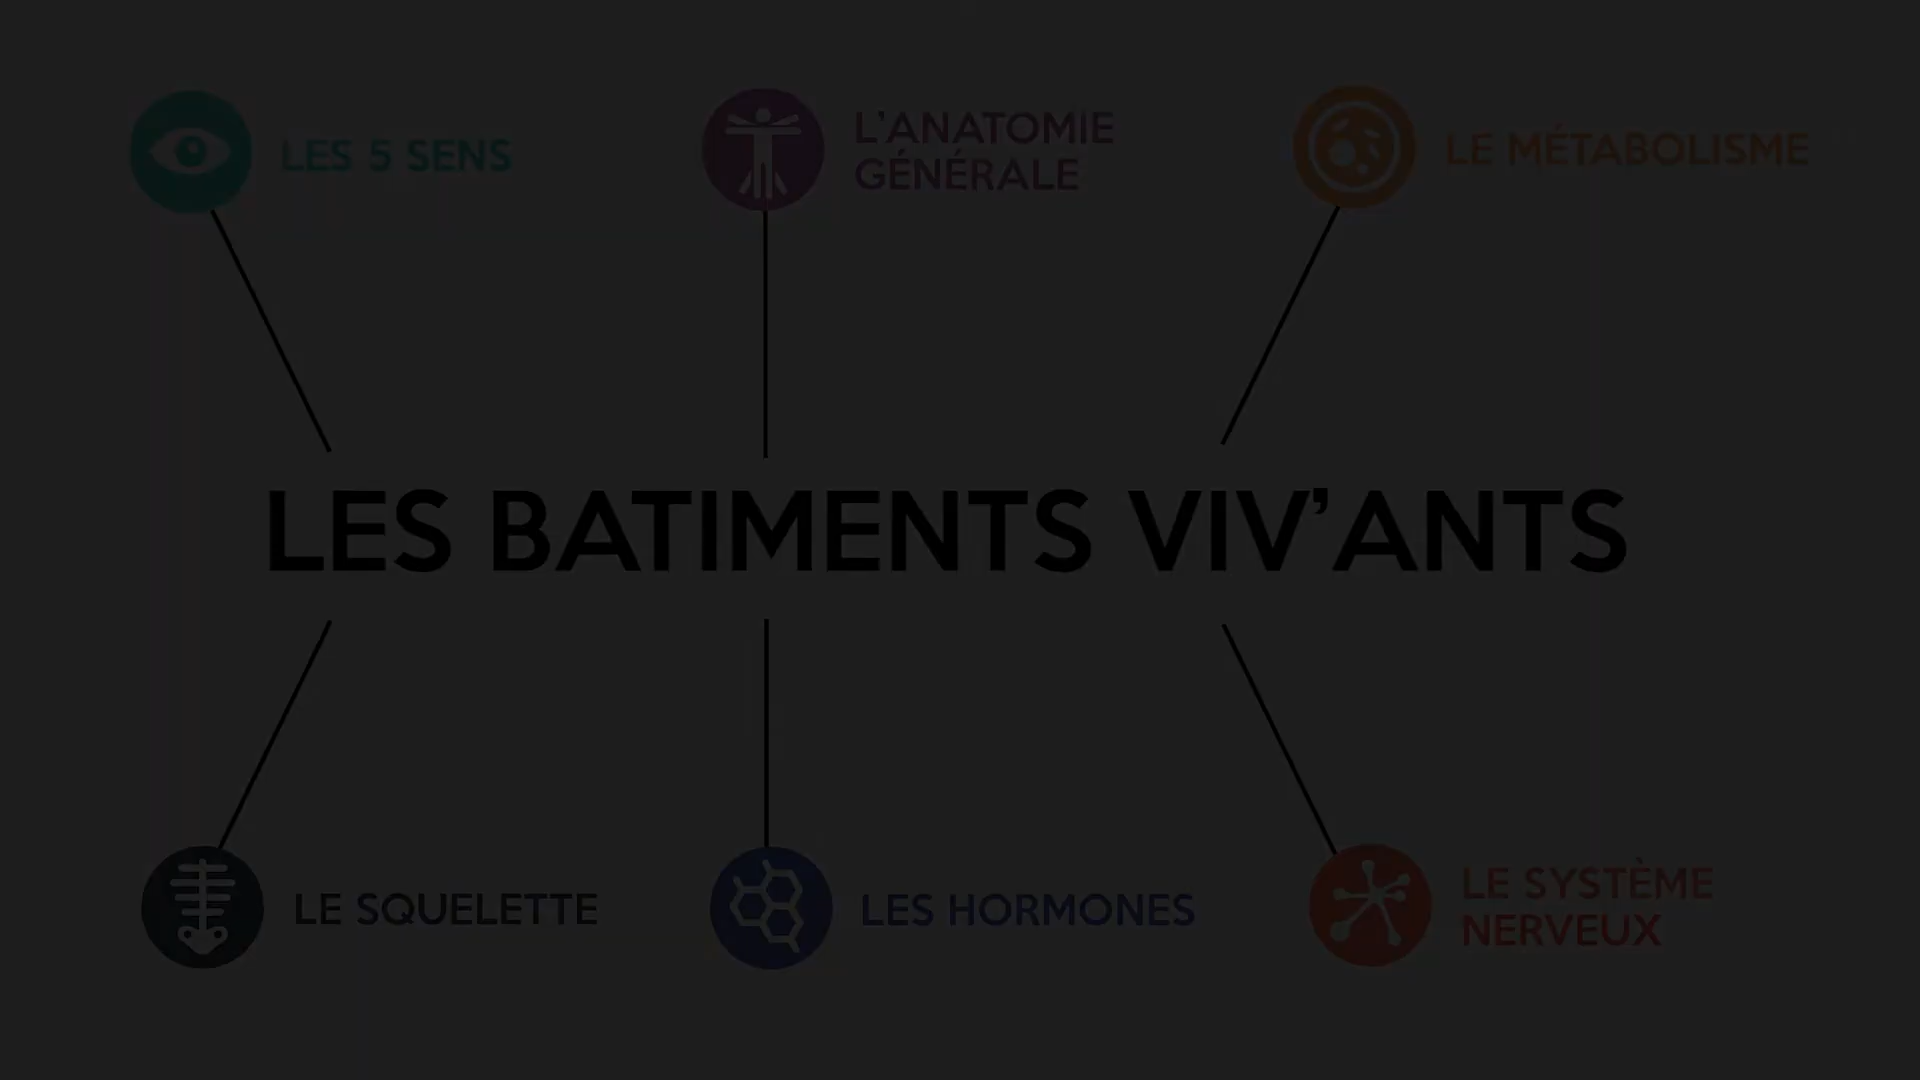 LES 5 SENS
L'ANATOMIE
GÉNÉRALE
LE MÉTABOLISME
LES BATIMENTS VIV'ANTS
LE SQUELETTE
LES HORMONES
LE SYSTÈME
NERVEUX